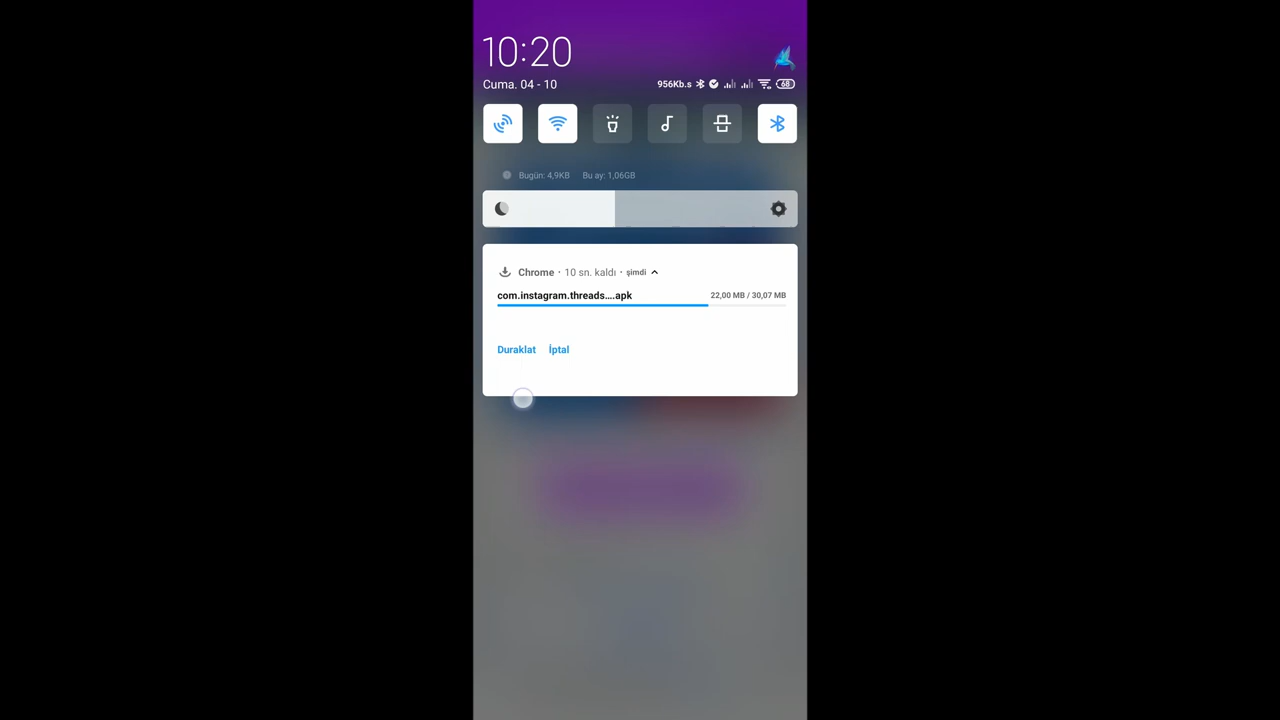 10:20
Cuma. 04 - 10
956Kb.s 68
Bugün: 4,9KB Bu ay: 1,06GB
Chrome · 10 sn. kaldı · şimdi
com.instagram.threads....apk 22,00 MB / 30,07 MB
Duraklat İptal